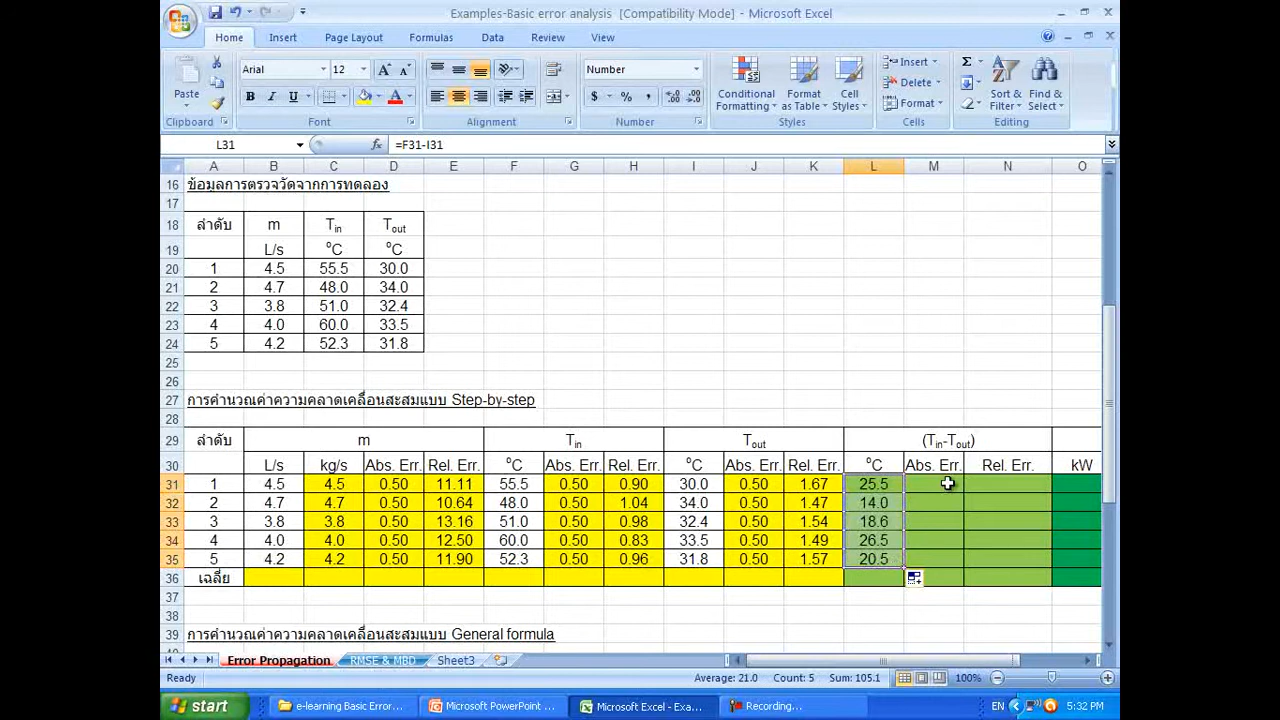 Examples-Basic error analysis [Compatibility Mode] - Microsoft Excel
Home Insert Page Layout Formulas Data Review View
Paste
Clipboard
Arial 12
B I U
Font
Alignment
Number
$ % ,
Number
Conditional Formatting
Format as Table
Cell Styles
Styles
Insert
Delete
Format
Cells
Σ
Sort & Filter
Find & Select
Editing
L31 fx =F31-I31
A B C D E F G H I J K L M N O
16 ข้อมูลการตรวจวัดจากการทดลอง
17
18 ลำดับ m Tin Tout
19 L/s ⁰C ⁰C
20 1 4.5 55.5 30.0
21 2 4.7 48.0 34.0
22 3 3.8 51.0 32.4
23 4 4.0 60.0 33.5
24 5 4.2 52.3 31.8
25
26
27 การคำนวณค่าความคลาดเคลื่อนสะสมแบบ Step-by-step
28
29 ลำดับ m Tin Tout (Tin-Tout)
30 L/s kg/s Abs. Err. Rel. Err. ⁰C Abs. Err. Rel. Err. ⁰C Abs. Err. Rel. Err. ⁰C Abs. Err. Rel. Err. kW
31 1 4.5 4.5 0.50 11.11 55.5 0.50 0.90 30.0 0.50 1.67 25.5
32 2 4.7 4.7 0.50 10.64 48.0 0.50 1.04 34.0 0.50 1.47 14.0
33 3 3.8 3.8 0.50 13.16 51.0 0.50 0.98 32.4 0.50 1.54 18.6
34 4 4.0 4.0 0.50 12.50 60.0 0.50 0.83 33.5 0.50 1.49 26.5
35 5 4.2 4.2 0.50 11.90 52.3 0.50 0.96 31.8 0.50 1.57 20.5
36 เฉลี่ย
37
38
39 การคำนวณค่าความคลาดเคลื่อนสะสมแบบ General formula
Error Propagation RMSE & MBD Sheet3
Ready Average: 21.0 Count: 5 Sum: 105.1 100%
start e-learning Basic Error... Microsoft PowerPoint ... Microsoft Excel - Exa... Recording... EN 5:32 PM